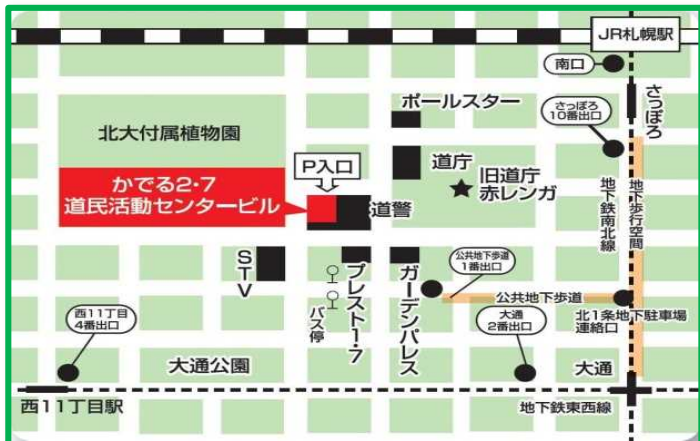 JR札幌駅
南口
さっぽろ
10番出口
さっぽろ
ポールスター
北大付属植物園
P入口
道庁
旧道庁
赤レンガ
かでる2・7
道民活動センタービル
道警
地下鉄南北線
地下歩行空間
STV
バス停
プレスト1・7
ガーデンパレス
公共地下歩道
1番出口
公共地下歩道
北1条地下駐車場
連絡口
西11丁目
4番出口
大通公園
大通
2番出口
大通
西11丁目駅
地下鉄東西線